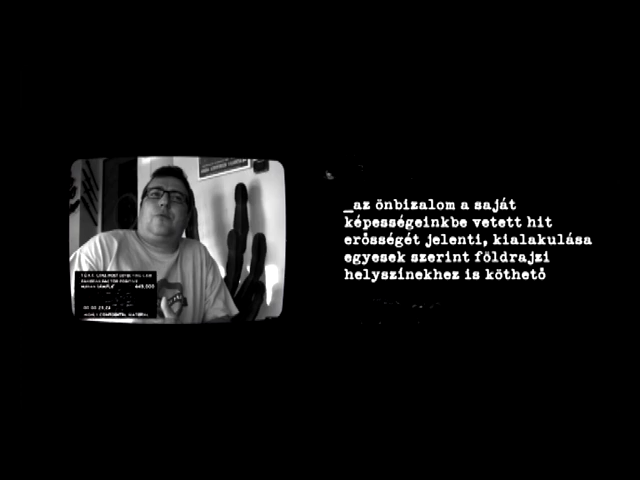 _az önbizalom a saját
képességeinkbe vetett hit
erősségét jelenti, kialakulása
egyesek szerint földrajzi
helyszínekhez is köthető